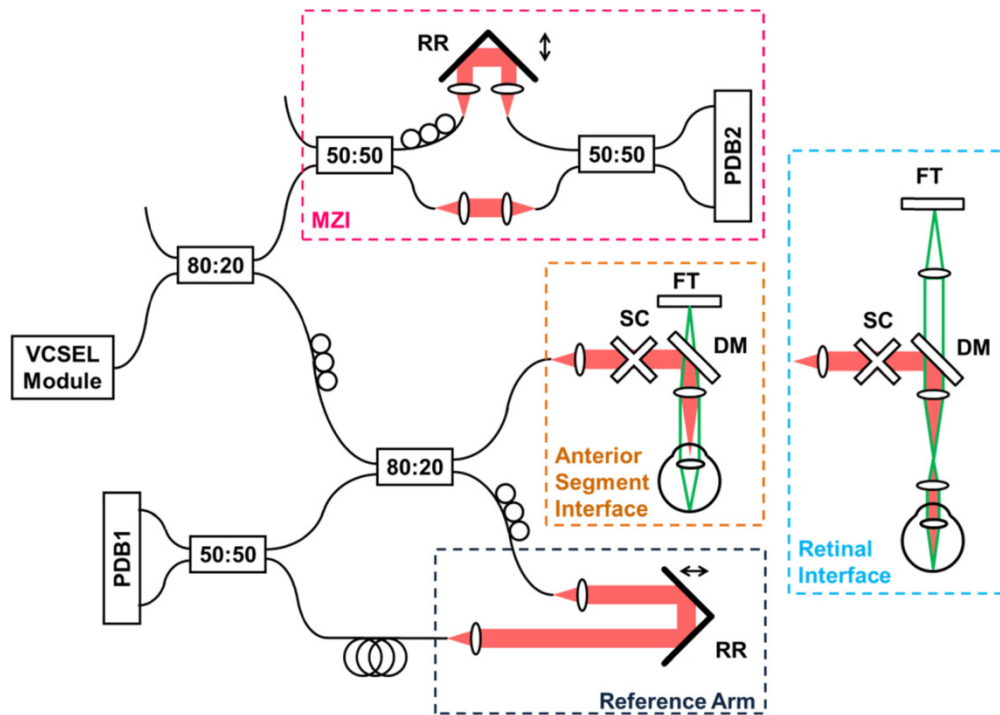 RR
50:50
50:50
PDB2
MZI
80:20
VCSEL
Module
FT
SC
DM
Anterior
Segment
Interface
FT
SC
DM
Retinal
Interface
80:20
PDB1
50:50
RR
Reference Arm